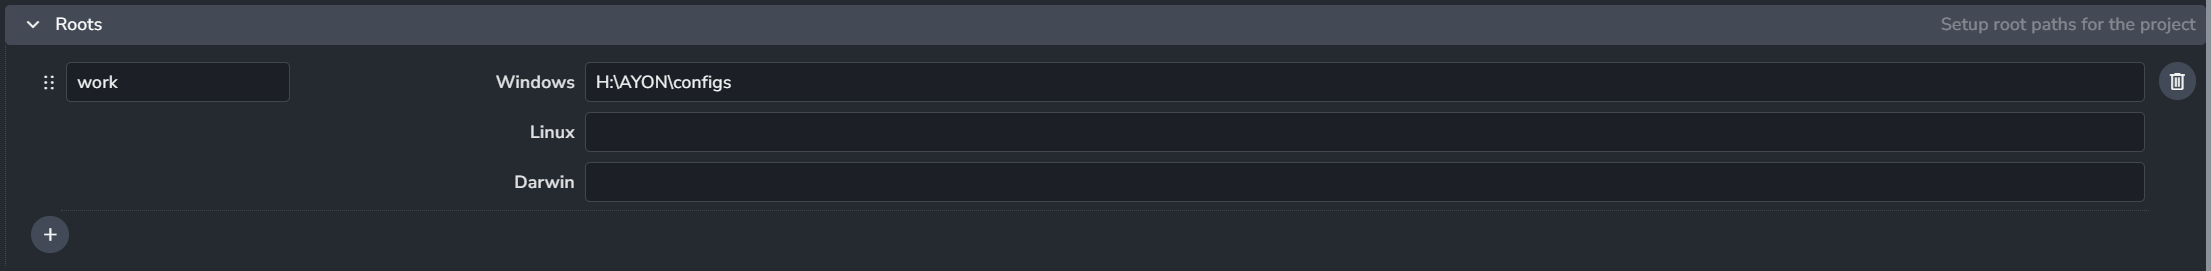 Roots
Setup root paths for the project
work
Windows
H:\AYON\configs
Linux
Darwin